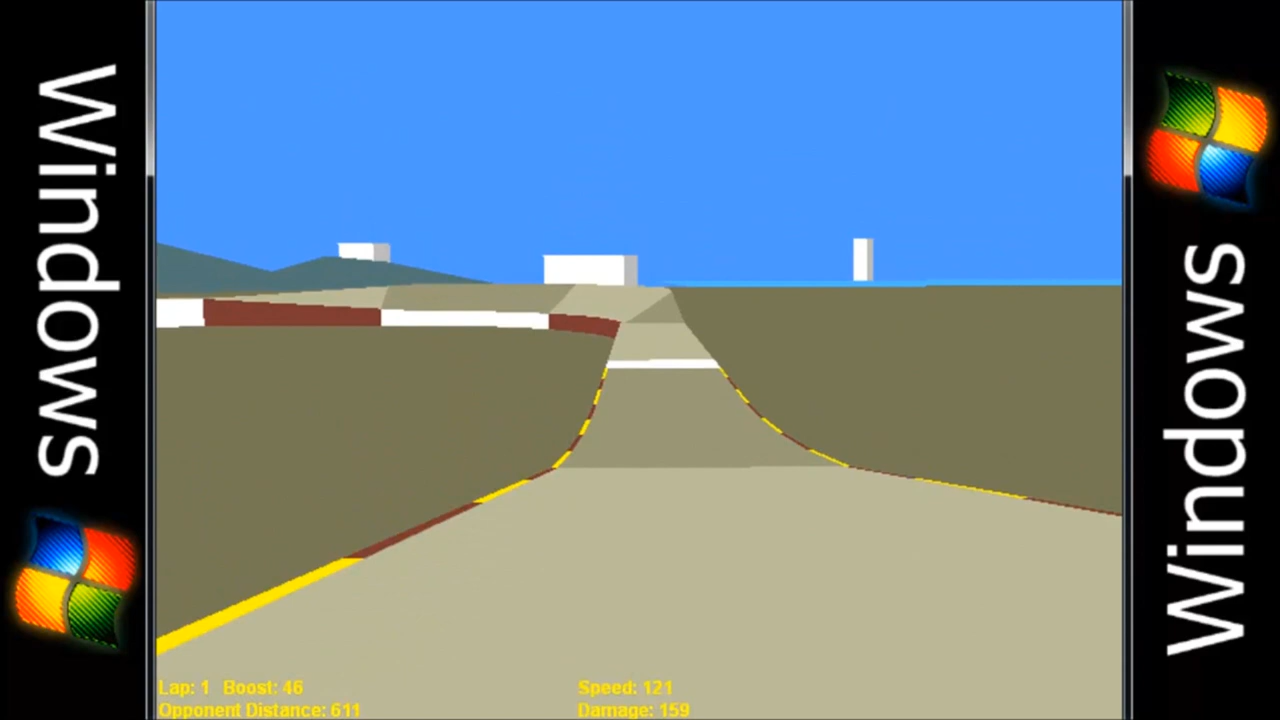 Windows
Windows
Lap: 1 Boost: 46
Speed: 121
Opponent Distance: 611
Damage: 159